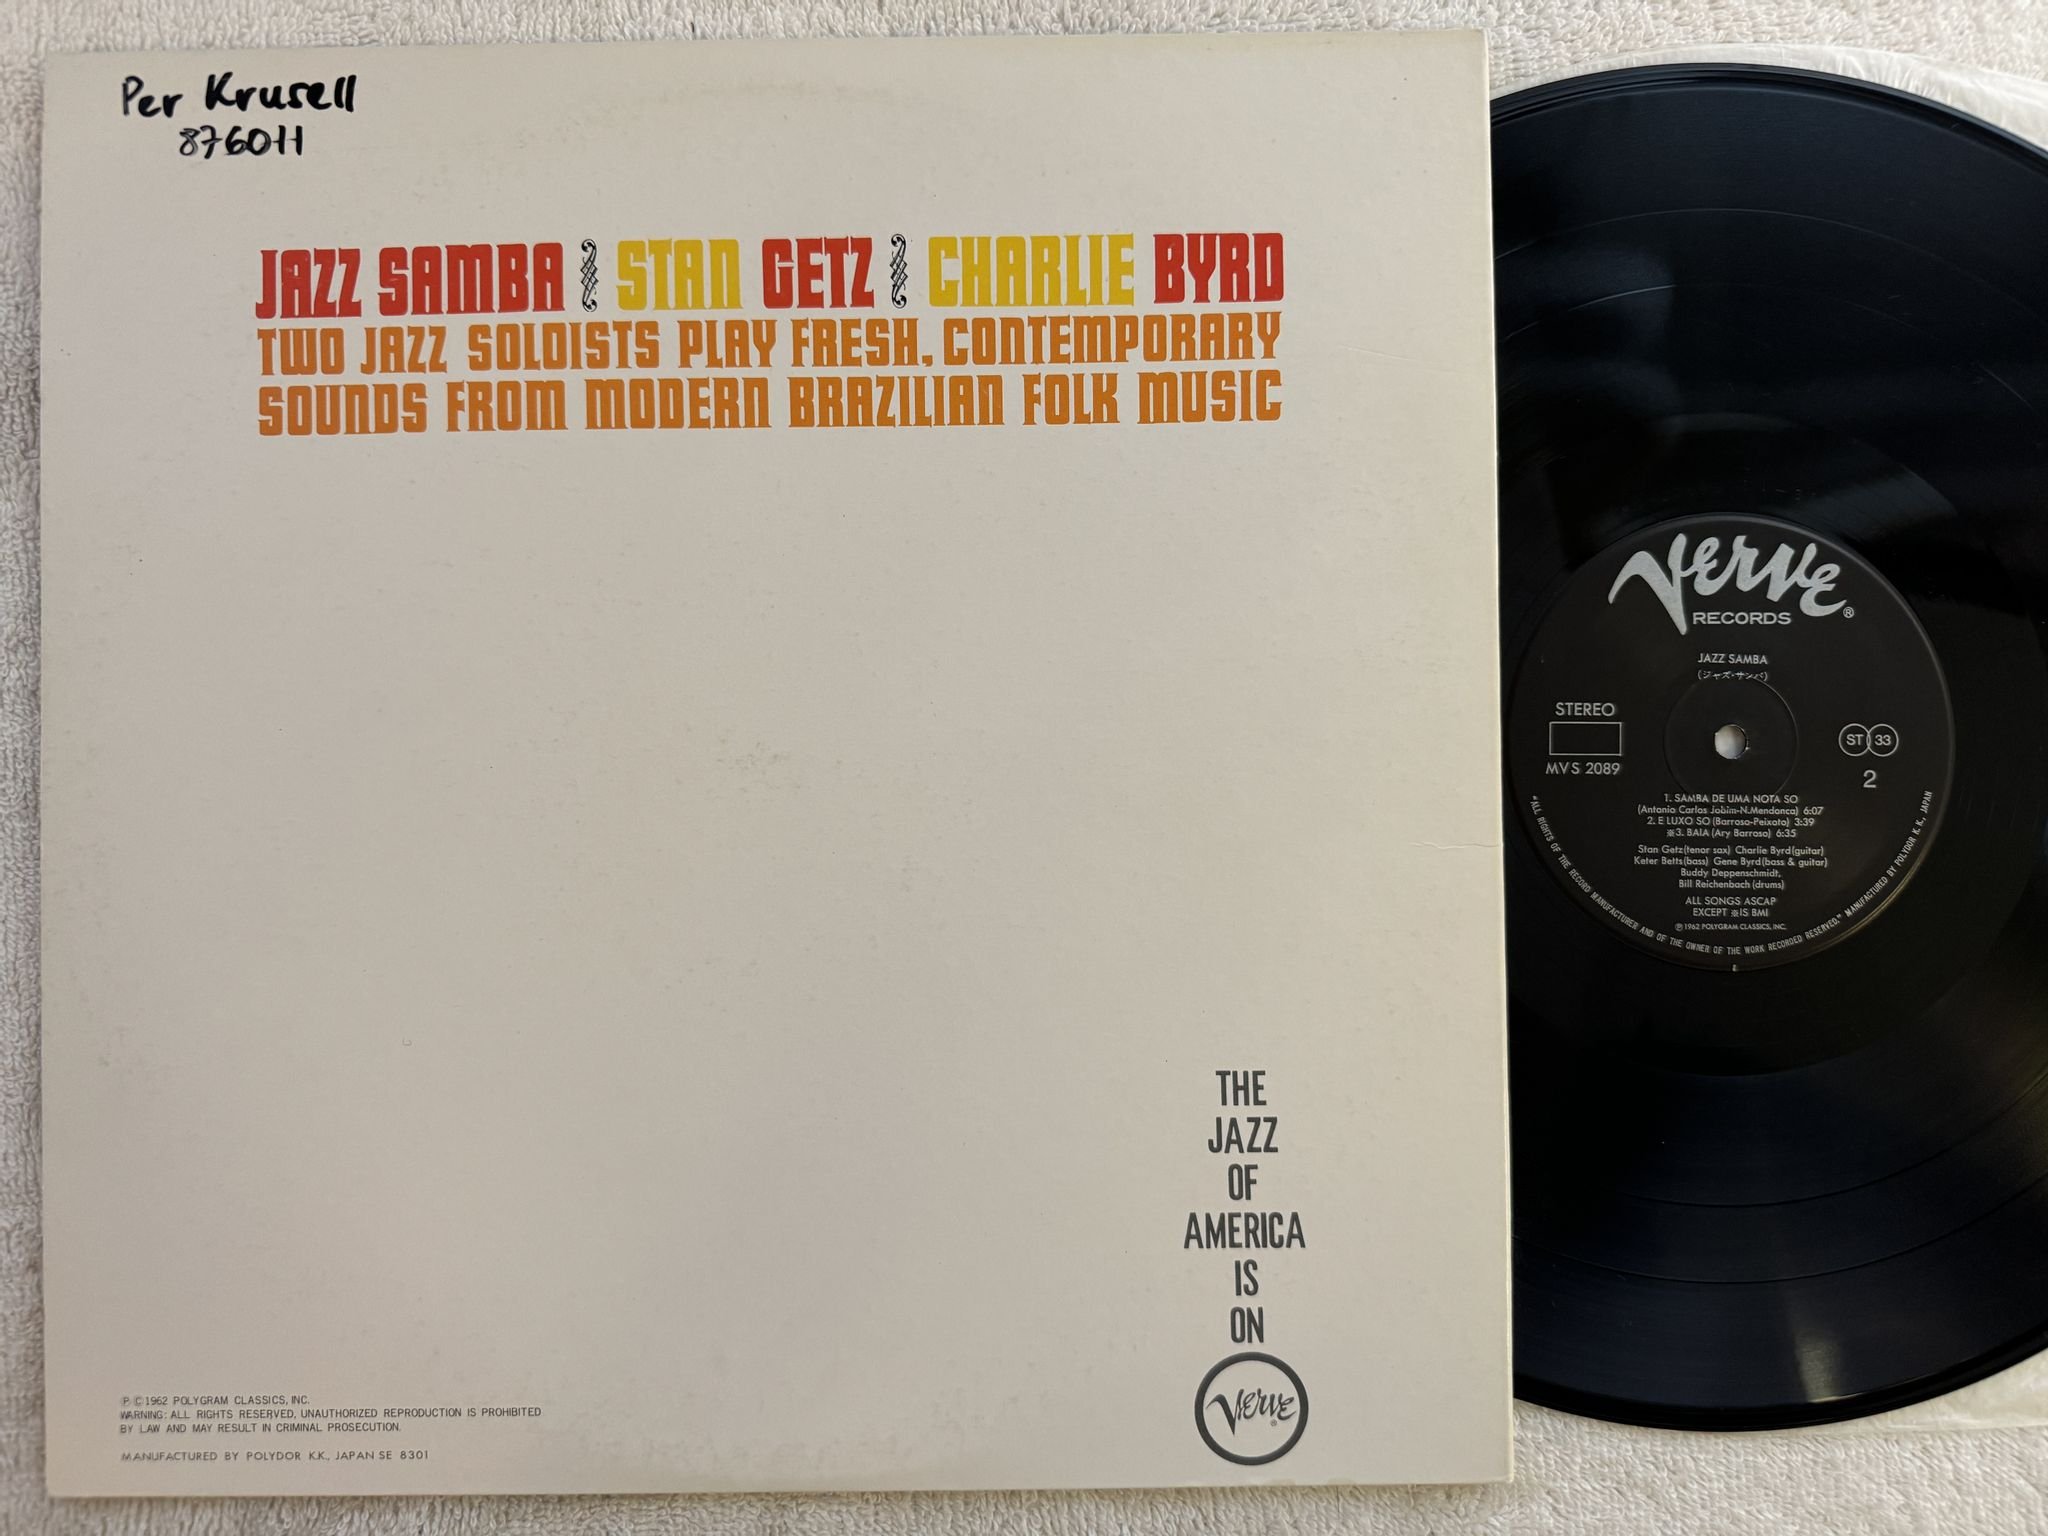 Per Krusell
876011
JAZZ SAMBA STAN GETZ CHARLIE BYRD
TWO JAZZ SOLOISTS PLAY FRESH, CONTEMPORARY
SOUNDS FROM MODERN BRAZILIAN FOLK MUSIC
THE
JAZZ
OF
AMERICA
IS
ON
VERVE®
℗ © 1962 POLYGRAM CLASSICS, INC.
WARNING: ALL RIGHTS RESERVED, UNAUTHORIZED REPRODUCTION IS PROHIBITED
BY LAW AND MAY RESULT IN CRIMINAL PROSECUTION.
MANUFACTURED BY POLYDOR K.K., JAPAN SE 8301
VERVE®
RECORDS
JAZZ SAMBA
(ジャズ・サンバ)
STEREO
MVS 2089
ST 33
2
1. SAMBA DE UMA NOTA SO
(Antonio Carlos Jobim-N.Mendonca) 6:07
2. E LUXO SO (Barroso-Peixoto) 3:39
※3. BAIA (Ary Barroso) 6:35
Stan Getz(tenor sax) Charlie Byrd(guitar)
Keter Betts(bass) Gene Byrd(bass & guitar)
Buddy Deppenschmidt,
Bill Reichenbach (drums)
ALL SONGS ASCAP
EXCEPT ※IS BMI
℗1962 POLYGRAM CLASSICS, INC.
"ALL RIGHTS OF THE RECORD MANUFACTURER AND OF THE OWNER OF THE WORK RECORDED RESERVED." MANUFACTURED BY POLYDOR K.K., JAPAN